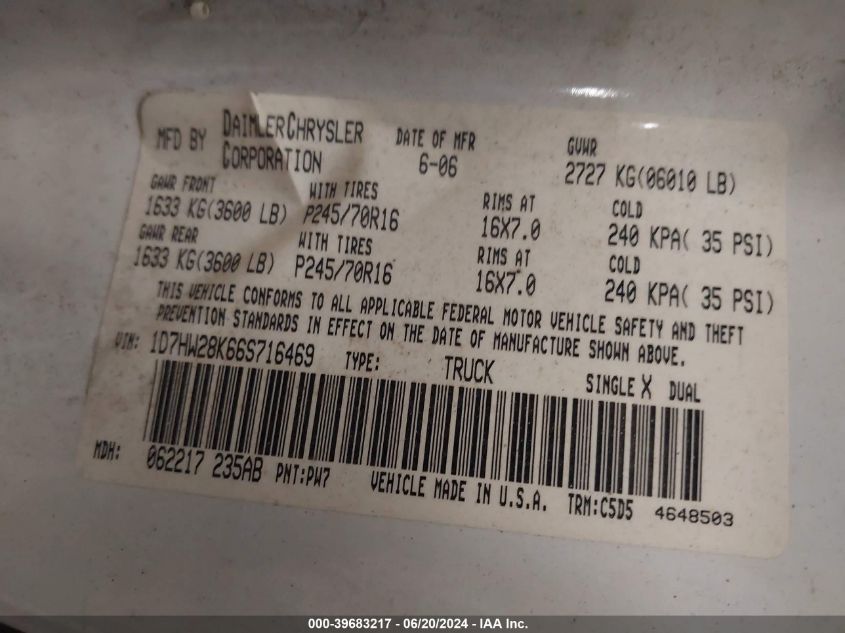 MFD BY DAIMLERCHRYSLER CORPORATION DATE OF MFR 6-06 GVWR 2727 KG(06010 LB)
GAWR FRONT WITH TIRES RIMS AT COLD
1633 KG(3600 LB) P245/70R16 16X7.0 240 KPA( 35 PSI)
GAWR REAR WITH TIRES RIMS AT COLD
1633 KG(3600 LB) P245/70R16 16X7.0 240 KPA( 35 PSI)
THIS VEHICLE CONFORMS TO ALL APPLICABLE FEDERAL MOTOR VEHICLE SAFETY AND THEFT
PREVENTION STANDARDS IN EFFECT ON THE DATE OF MANUFACTURE SHOWN ABOVE.
VIN: 1D7HW28K66S716469 TYPE: TRUCK SINGLE X DUAL
MDH: 062217 235AB PNT:PW7 VEHICLE MADE IN U.S.A. TRM:C5D5 4648503
000-39683217 - 06/20/2024 - IAA Inc.